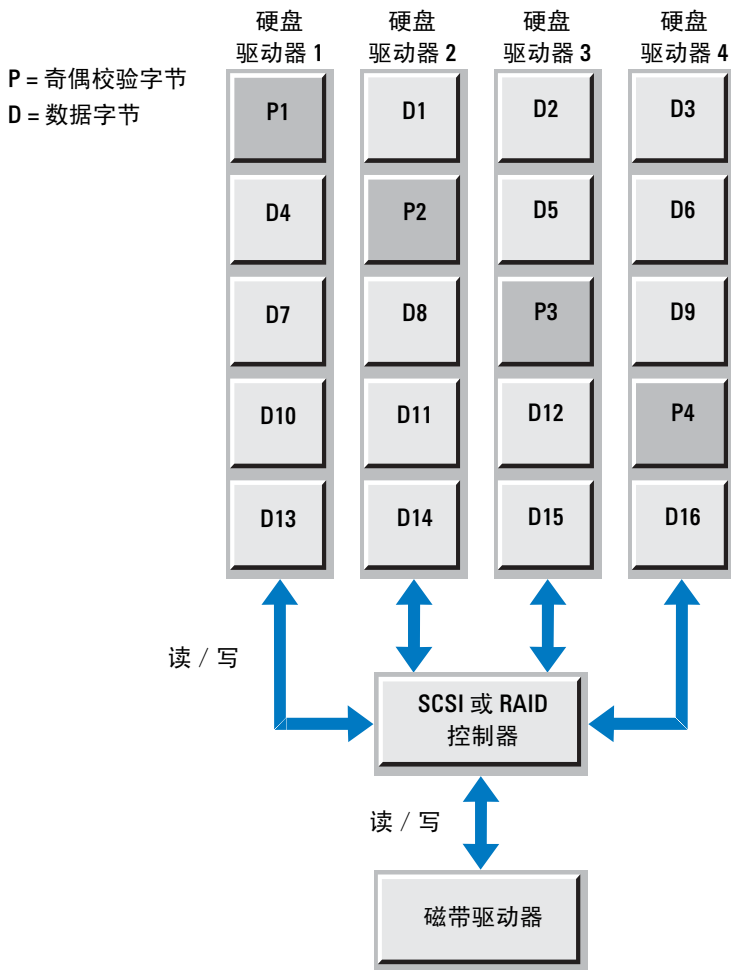 硬盘
驱动器 1
硬盘
驱动器 2
硬盘
驱动器 3
硬盘
驱动器 4
P = 奇偶校验字节
D = 数据字节
P1
D1
D2
D3
D4
P2
D5
D6
D7
D8
P3
D9
D10
D11
D12
P4
D13
D14
D15
D16
读 / 写
SCSI 或 RAID
控制器
读 / 写
磁带驱动器